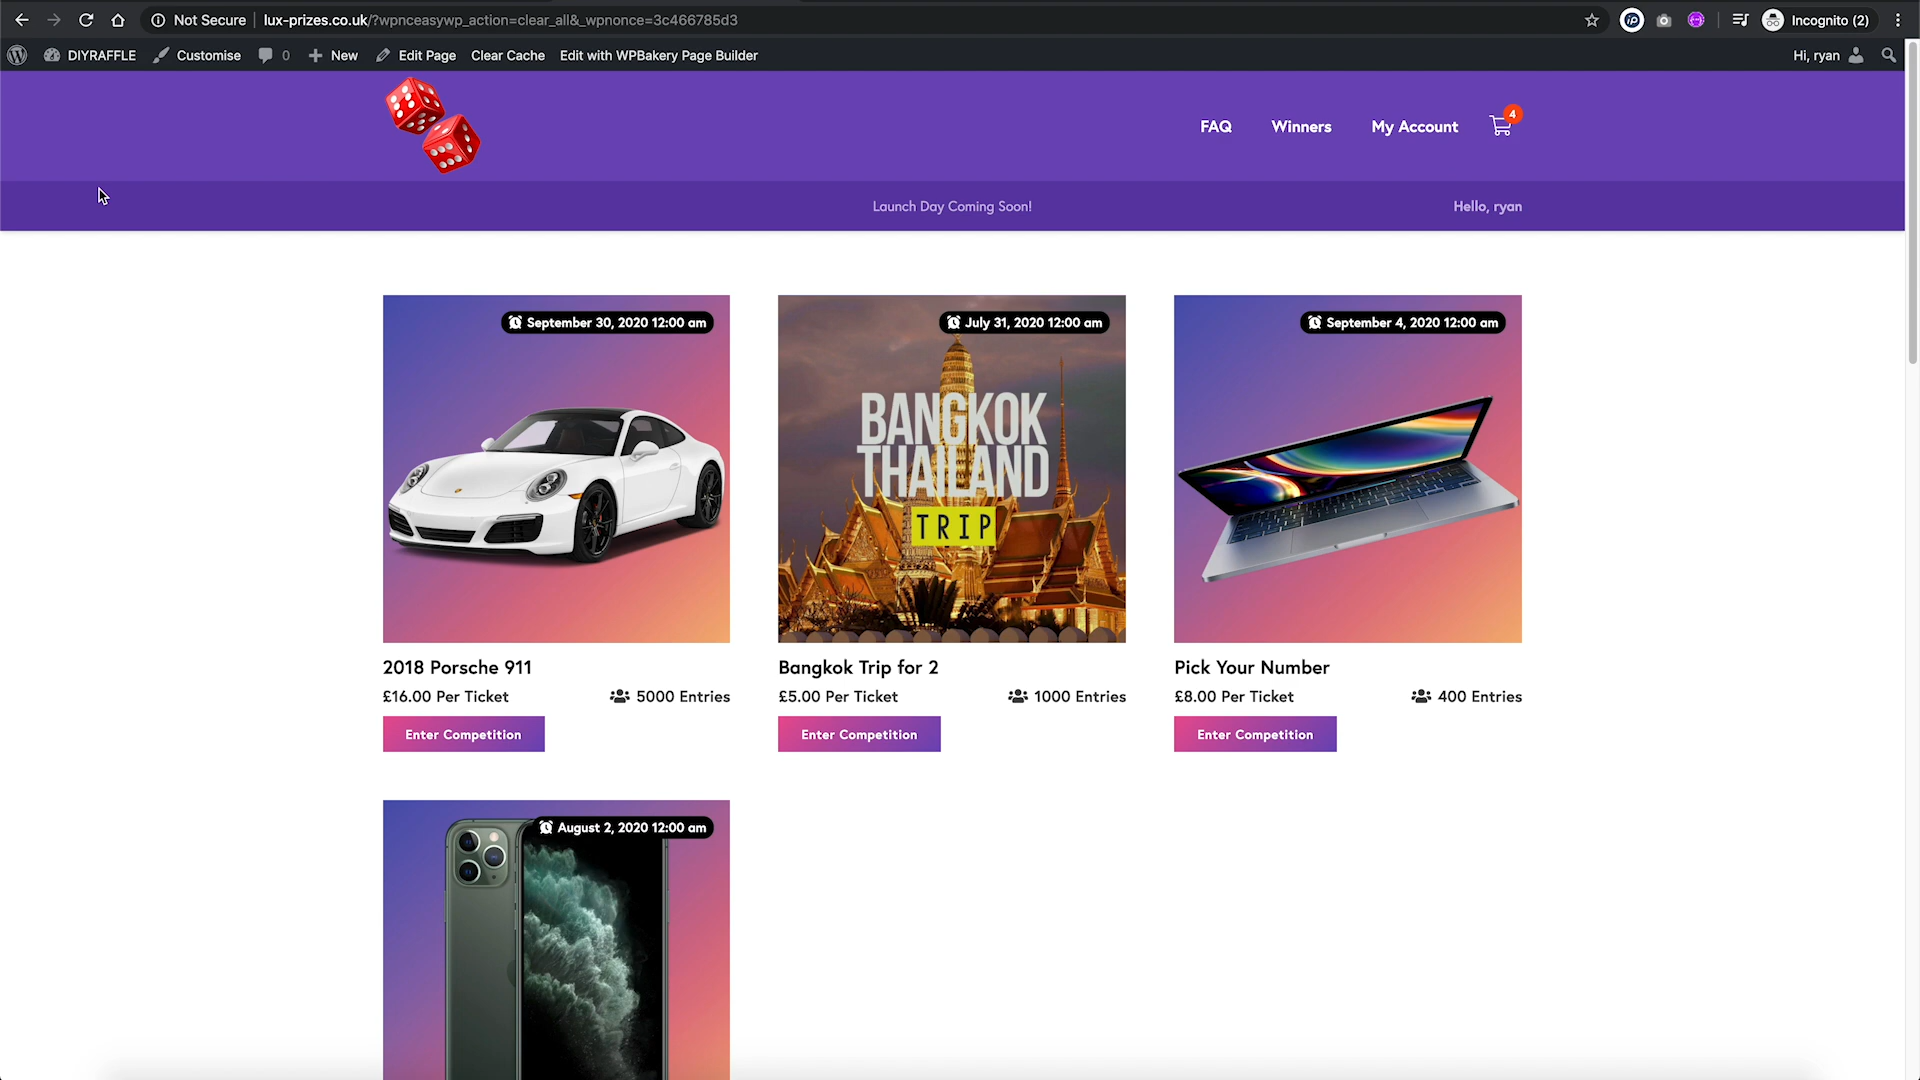 Not Secure lux-prizes.co.uk/?wpnceasywp_action=clear_all&_wpnonce=3c466785d3 Incognito (2)
DIYRAFFLE Customise 0 New Edit Page Clear Cache Edit with WPBakery Page Builder Hi, ryan
FAQ Winners My Account 4
Launch Day Coming Soon! Hello, ryan
September 30, 2020 12:00 am
July 31, 2020 12:00 am
September 4, 2020 12:00 am
BANGKOK
THAILAND
TRIP
2018 Porsche 911
£16.00 Per Ticket 5000 Entries
Enter Competition
Bangkok Trip for 2
£5.00 Per Ticket 1000 Entries
Enter Competition
Pick Your Number
£8.00 Per Ticket 400 Entries
Enter Competition
August 2, 2020 12:00 am